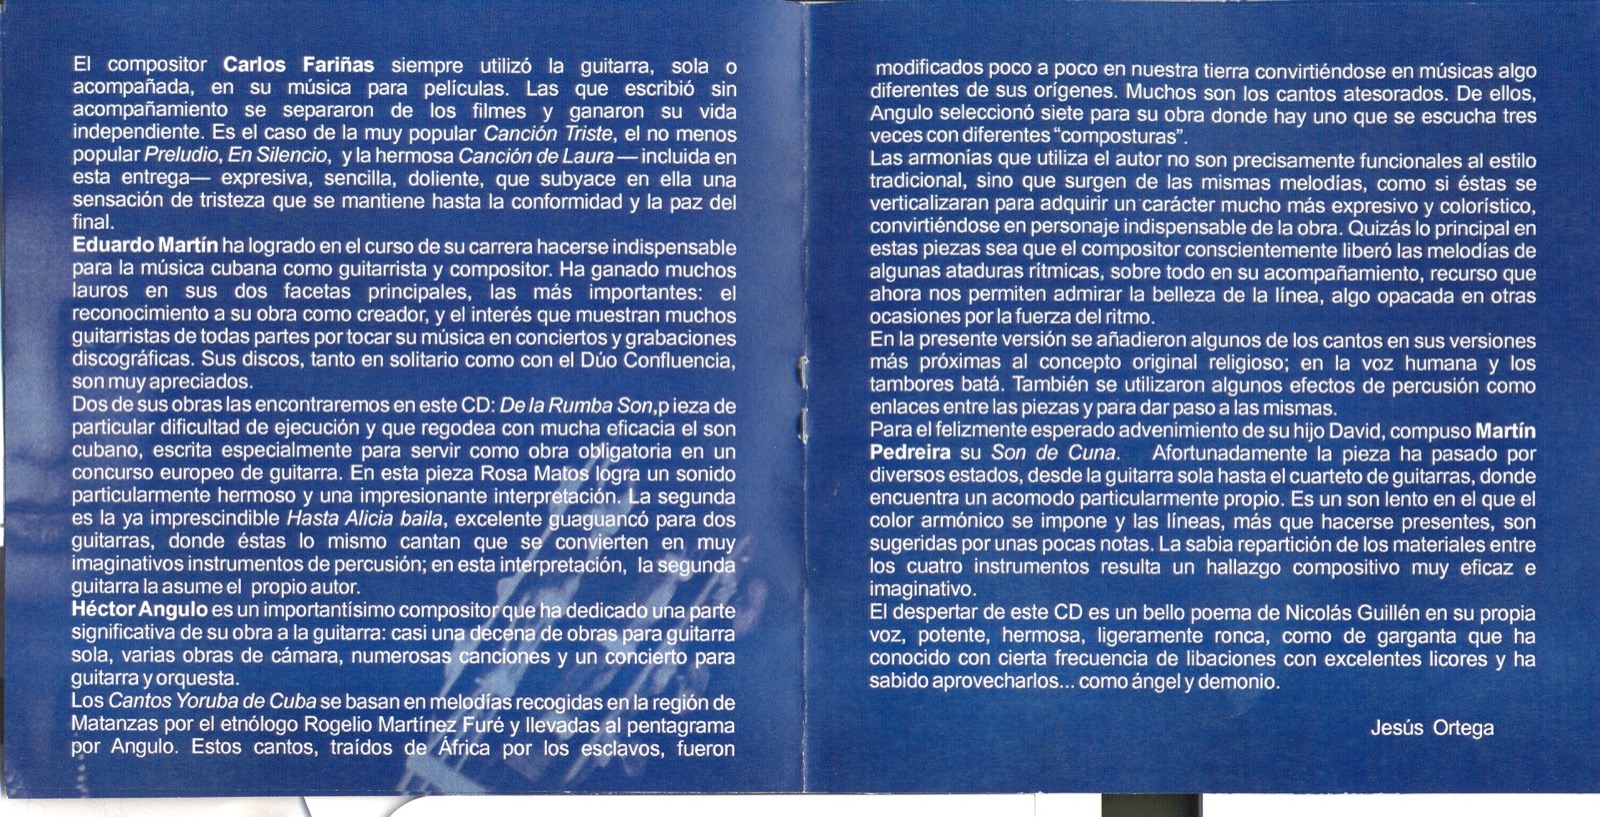 El compositor Carlos Fariñas siempre utilizó la guitarra, sola o
acompañada, en su música para películas. Las que escribió sin
acompañamiento se separaron de los filmes y ganaron su vida
independiente. Es el caso de la muy popular Canción Triste, el no menos
popular Preludio, En Silencio, y la hermosa Canción de Laura — incluida en
esta entrega— expresiva, sencilla, doliente, que subyace en ella una
sensación de tristeza que se mantiene hasta la conformidad y la paz del
final.
Eduardo Martín ha logrado en el curso de su carrera hacerse indispensable
para la música cubana como guitarrista y compositor. Ha ganado muchos
lauros en sus dos facetas principales, las más importantes: el
reconocimiento a su obra como creador, y el interés que muestran muchos
guitarristas de todas partes por tocar su música en conciertos y grabaciones
discográficas. Sus discos, tanto en solitario como con el Dúo Confluencia,
son muy apreciados.
Dos de sus obras las encontraremos en este CD: De la Rumba Son,p ieza de
particular dificultad de ejecución y que regodea con mucha eficacia el son
cubano, escrita especialmente para servir como obra obligatoria en un
concurso europeo de guitarra. En esta pieza Rosa Matos logra un sonido
particularmente hermoso y una impresionante interpretación. La segunda
es la ya imprescindible Hasta Alicia baila, excelente guaguancó para dos
guitarras, donde éstas lo mismo cantan que se convierten en muy
imaginativos instrumentos de percusión; en esta interpretación, la segunda
guitarra la asume el propio autor.
Héctor Angulo es un importantísimo compositor que ha dedicado una parte
significativa de su obra a la guitarra: casi una decena de obras para guitarra
sola, varias obras de cámara, numerosas canciones y un concierto para
guitarra y orquesta.
Los Cantos Yoruba de Cuba se basan en melodías recogidas en la región de
Matanzas por el etnólogo Rogelio Martínez Furé y llevadas al pentagrama
por Angulo. Estos cantos, traídos de África por los esclavos, fueron
modificados poco a poco en nuestra tierra convirtiéndose en músicas algo
diferentes de sus orígenes. Muchos son los cantos atesorados. De ellos,
Angulo seleccionó siete para su obra donde hay uno que se escucha tres
veces con diferentes “composturas”.
Las armonías que utiliza el autor no son precisamente funcionales al estilo
tradicional, sino que surgen de las mismas melodías, como si éstas se
verticalizaran para adquirir un carácter mucho más expresivo y colorístico,
convirtiéndose en personaje indispensable de la obra. Quizás lo principal en
estas piezas sea que el compositor conscientemente liberó las melodías de
algunas ataduras rítmicas, sobre todo en su acompañamiento, recurso que
ahora nos permiten admirar la belleza de la línea, algo opacada en otras
ocasiones por la fuerza del ritmo.
En la presente versión se añadieron algunos de los cantos en sus versiones
más próximas al concepto original religioso; en la voz humana y los
tambores batá. También se utilizaron algunos efectos de percusión como
enlaces entre las piezas y para dar paso a las mismas.
Para el felizmente esperado advenimiento de su hijo David, compuso Martín
Pedreira su Son de Cuna. Afortunadamente la pieza ha pasado por
diversos estados, desde la guitarra sola hasta el cuarteto de guitarras, donde
encuentra un acomodo particularmente propio. Es un son lento en el que el
color armónico se impone y las líneas, más que hacerse presentes, son
sugeridas por unas pocas notas. La sabia repartición de los materiales entre
los cuatro instrumentos resulta un hallazgo compositivo muy eficaz e
imaginativo.
El despertar de este CD es un bello poema de Nicolás Guillén en su propia
voz, potente, hermosa, ligeramente ronca, como de garganta que ha
conocido con cierta frecuencia de libaciones con excelentes licores y ha
sabido aprovecharlos... como ángel y demonio.
Jesús Ortega